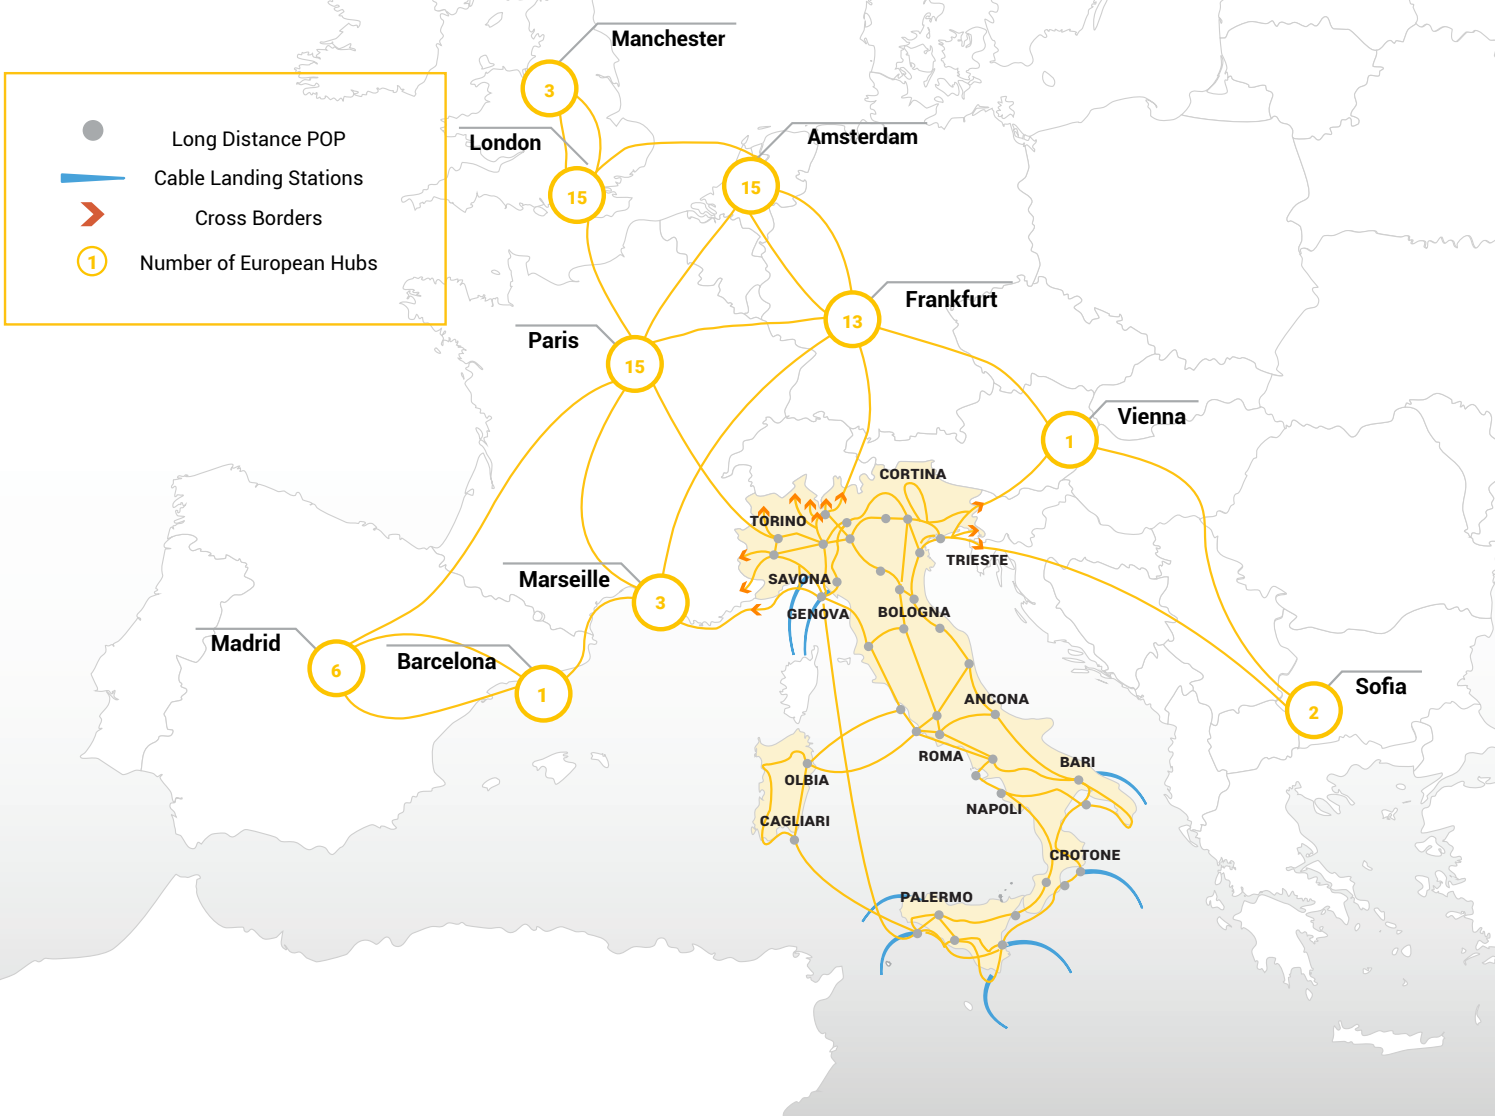 Manchester
3
Long Distance POP
London
Amsterdam
Cable Landing Stations
15
15
Cross Borders
1
Number of European Hubs
Frankfurt
13
Paris
15
Vienna
1
CORTINA
TORINO
TRIESTE
Marseille
SAVONA
3
GENOVA
BOLOGNA
Madrid
6
Barcelona
1
Sofia
2
ANCONA
ROMA
BARI
OLBIA
NAPOLI
CAGLIARI
CROTONE
PALERMO